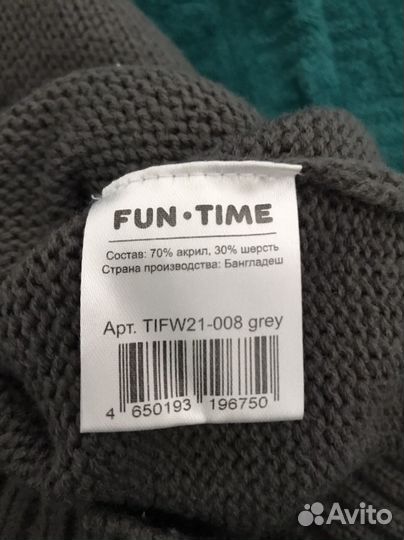 FUN•TIME
Состав: 70% акрил, 30% шерсть
Страна производства: Бангладеш
Арт. TIFW21-008 grey
4 650193 196750
Avito